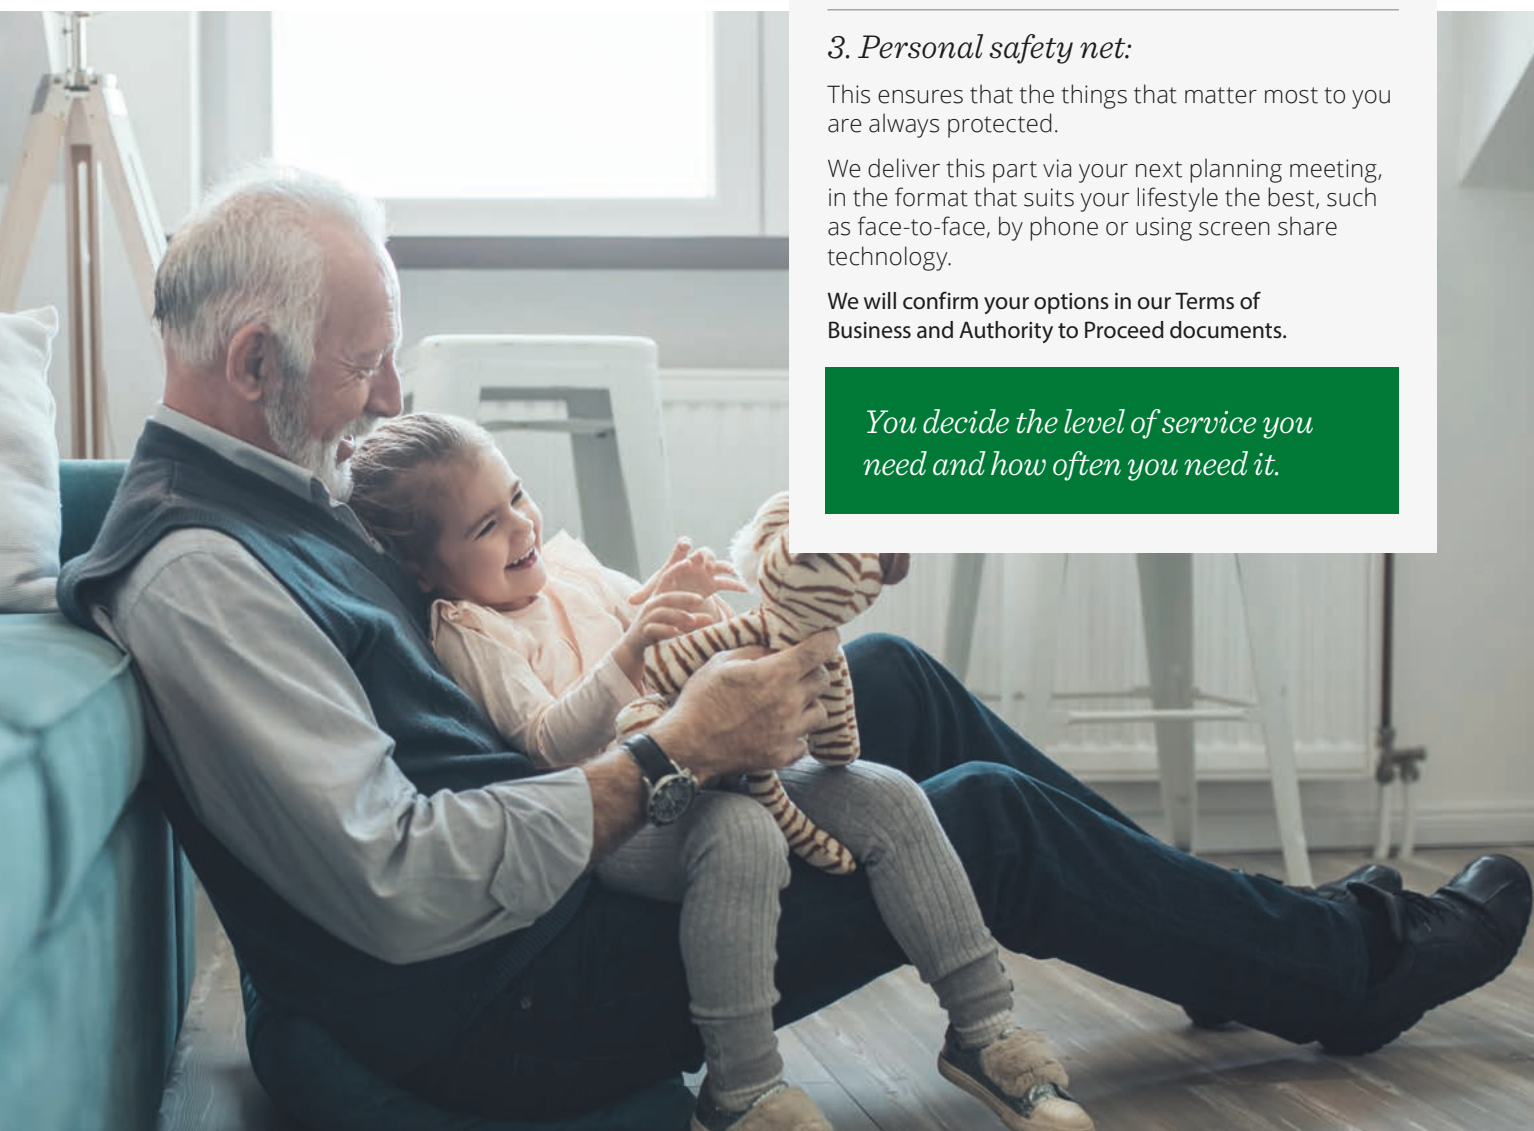 3. Personal safety net:
This ensures that the things that matter most to you
are always protected.
We deliver this part via your next planning meeting,
in the format that suits your lifestyle the best, such
as face-to-face, by phone or using screen share
technology.
We will confirm your options in our Terms of
Business and Authority to Proceed documents.
You decide the level of service you
need and how often you need it.